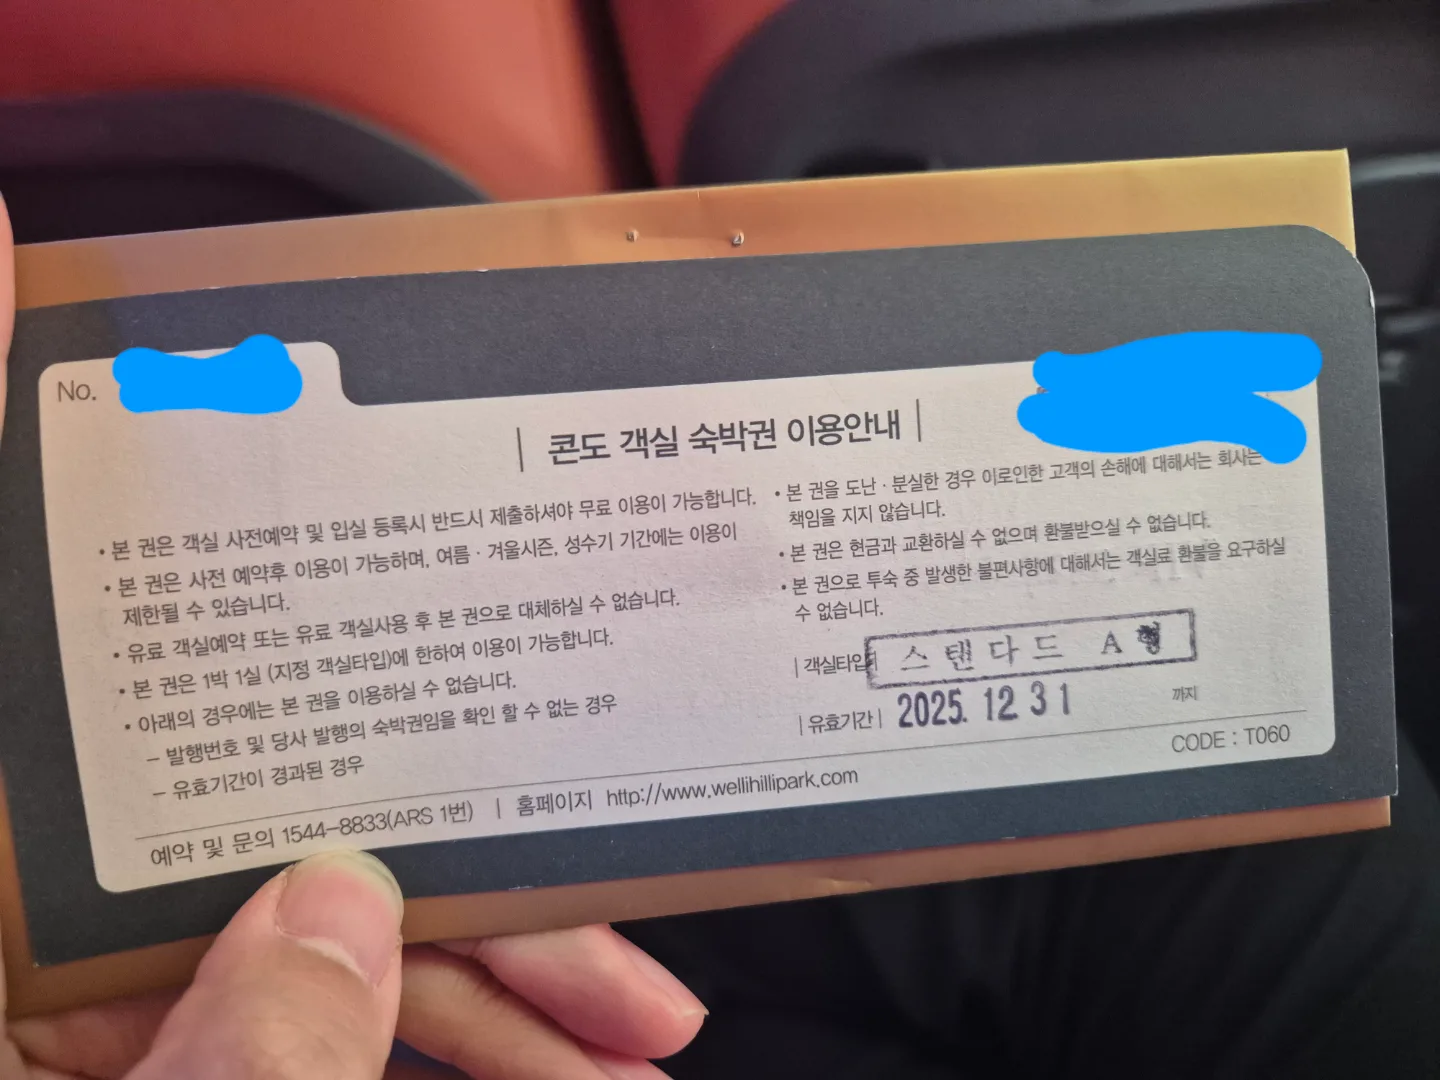 No.
콘도 객실 숙박권 이용안내
• 본 권은 객실 사전예약 및 입실 등록시 반드시 제출하셔야 무료 이용이 가능합니다.
• 본 권은 사전 예약후 이용이 가능하며, 여름·겨울시즌, 성수기 기간에는 이용이
제한될 수 있습니다.
• 유료 객실예약 또는 유료 객실사용 후 본 권으로 대체하실 수 없습니다.
• 본 권은 1박 1실 (지정 객실타입)에 한하여 이용이 가능합니다.
• 아래의 경우에는 본 권을 이용하실 수 없습니다.
– 발행번호 및 당사 발행의 숙박권임을 확인 할 수 없는 경우
– 유효기간이 경과된 경우
• 본 권을 도난·분실한 경우 이로인한 고객의 손해에 대해서는 회사는
책임을 지지 않습니다.
• 본 권은 현금과 교환하실 수 없으며 환불받으실 수 없습니다.
• 본 권으로 투숙 중 발생한 불편사항에 대해서는 객실료 환불을 요구하실
수 없습니다.
| 객실타입 스탠다드 A형
| 유효기간 | 2025. 12 31 까지
CODE : T060
예약 및 문의 1544-8833(ARS 1번) | 홈페이지 http://www.wellihillipark.com